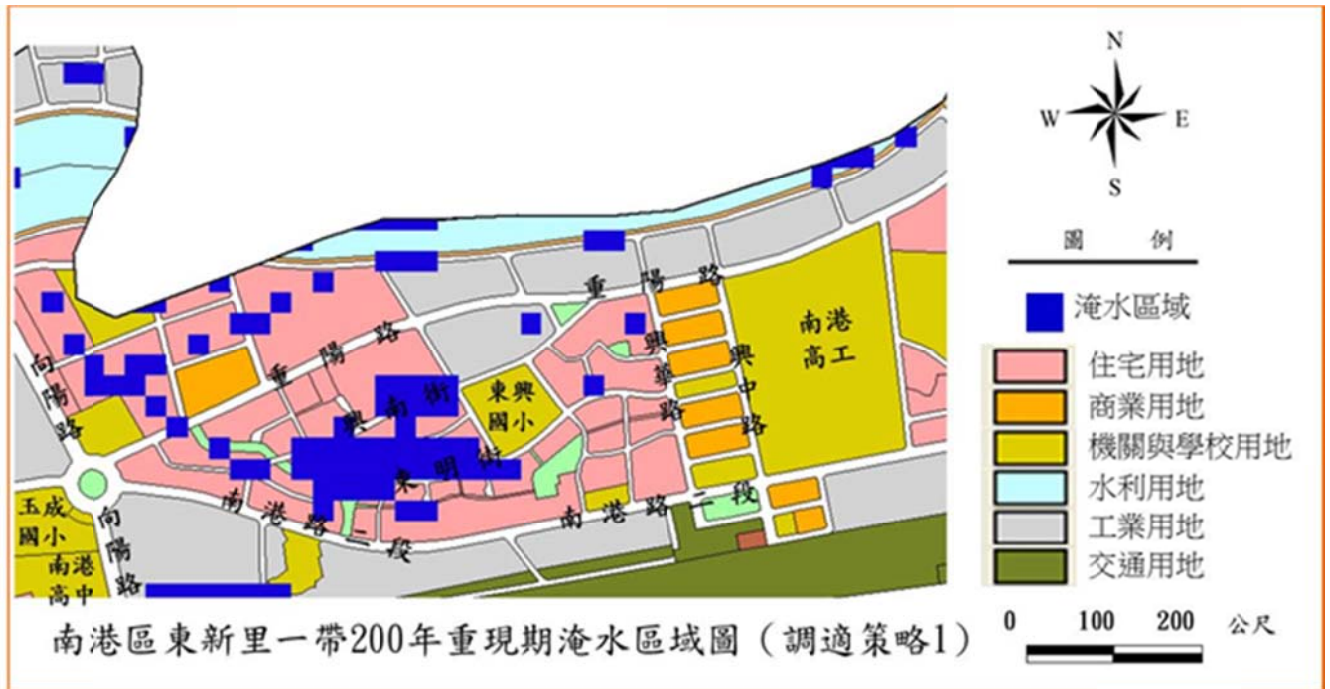 N
W
E
S
圖 例
淹水區域
住宅用地
商業用地
機關與學校用地
水利用地
工業用地
交通用地
0 100 200 公尺
重陽路
重陽路
向陽路
向陽路
興南街
東明街
東興
國小
興華路
興中路
南港
高工
南港路二段
南港路二段
玉成
國小
南港
高中
南港區東新里一帶200年重現期淹水區域圖（調適策略1）